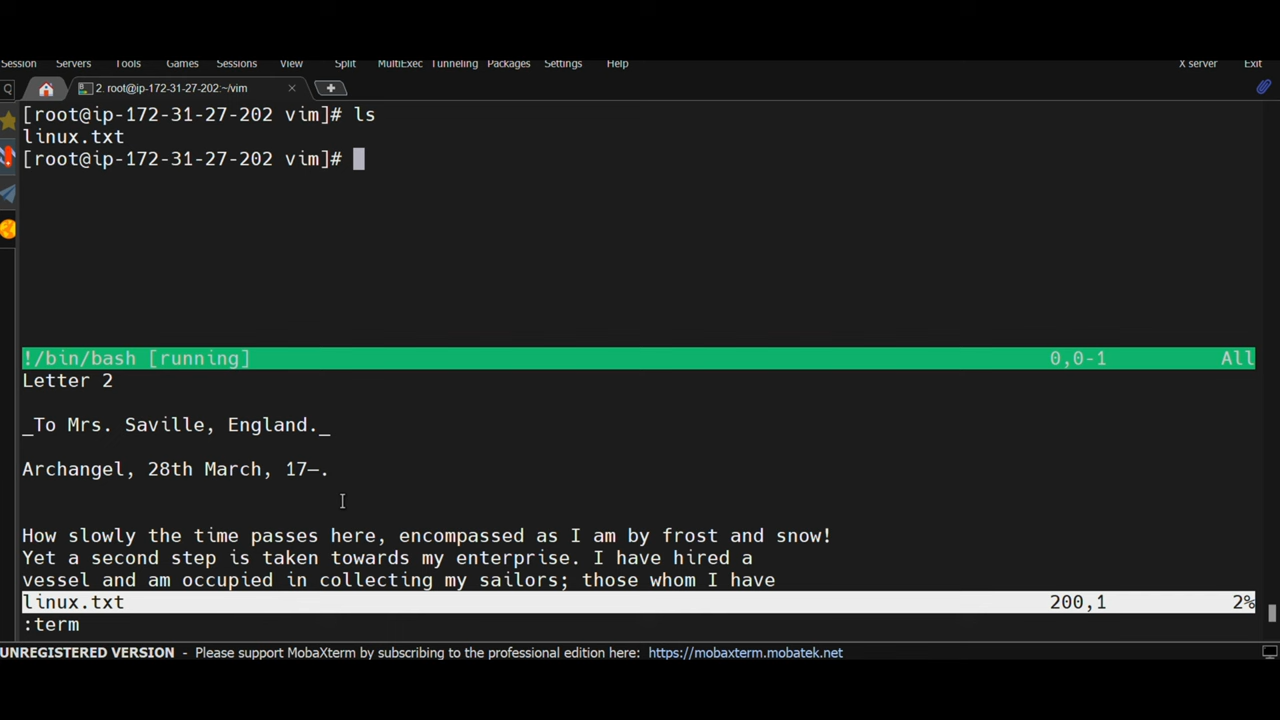 Session Servers Tools Games Sessions View Split MultiExec Tunneling Packages Settings Help X server Exit
2. root@ip-172-31-27-202:~/vim
[root@ip-172-31-27-202 vim]# ls
linux.txt
[root@ip-172-31-27-202 vim]#
!/bin/bash [running] 0,0-1 All
Letter 2
_To Mrs. Saville, England._
Archangel, 28th March, 17—.
How slowly the time passes here, encompassed as I am by frost and snow!
Yet a second step is taken towards my enterprise. I have hired a
vessel and am occupied in collecting my sailors; those whom I have
linux.txt 200,1 2%
:term
UNREGISTERED VERSION - Please support MobaXterm by subscribing to the professional edition here: https://mobaxterm.mobatek.net